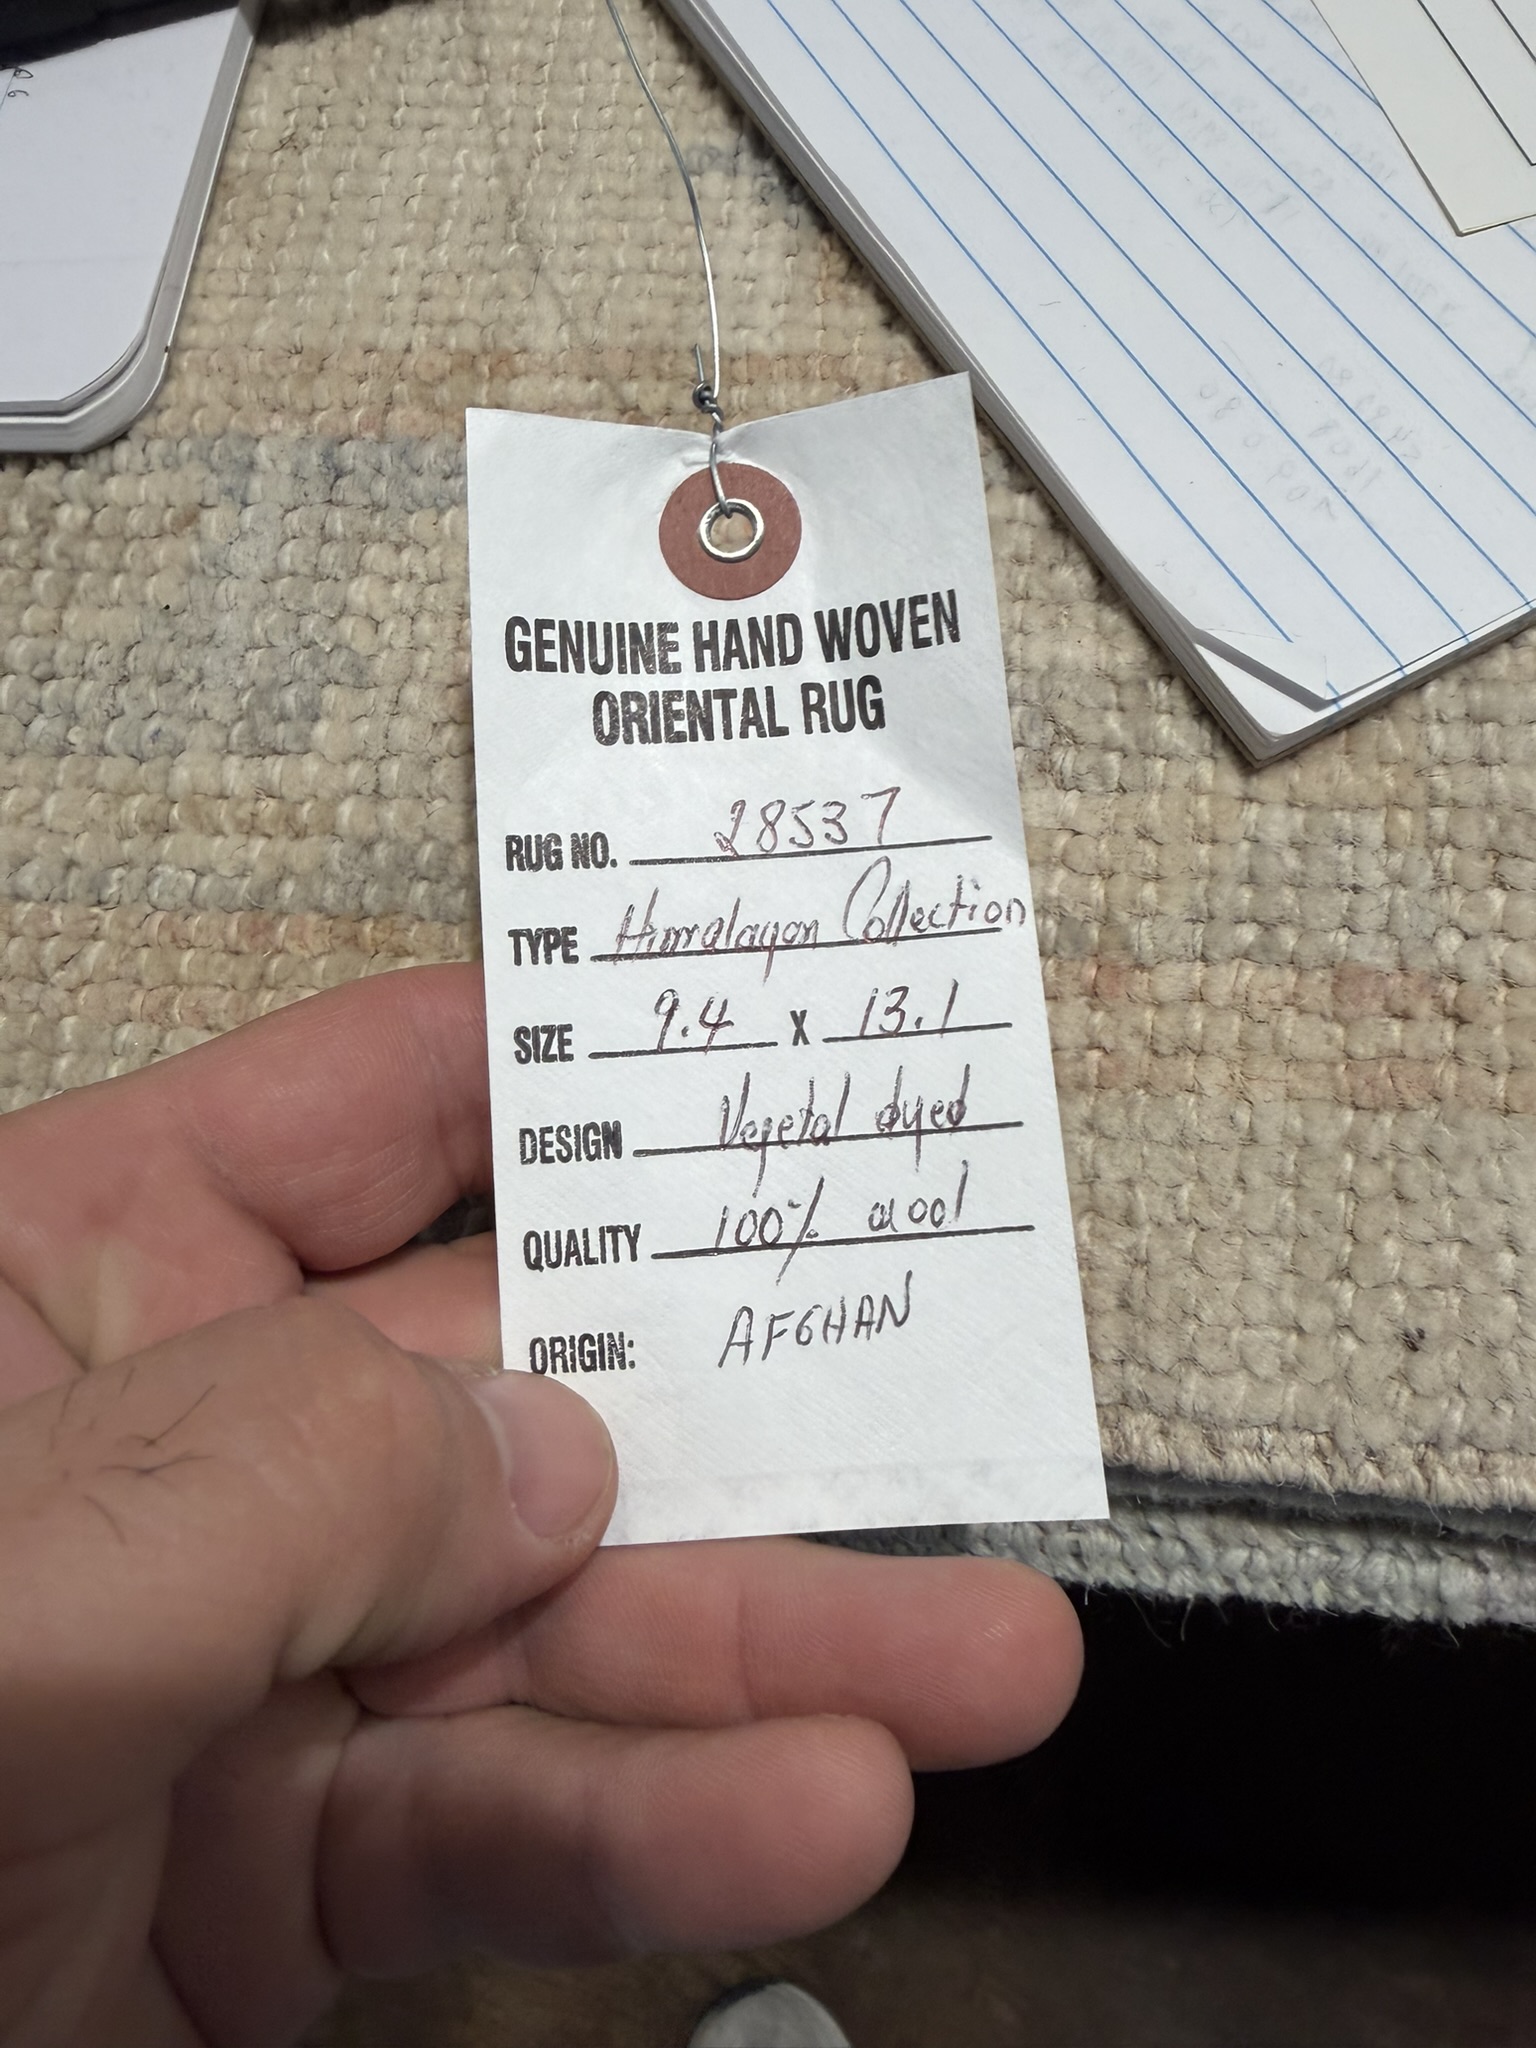 GENUINE HAND WOVEN
ORIENTAL RUG
RUG NO. 28537
TYPE Himalayan Collection
SIZE 9.4 X 13.1
DESIGN Vegetal dyed
QUALITY 100% wool
ORIGIN: AFGHAN